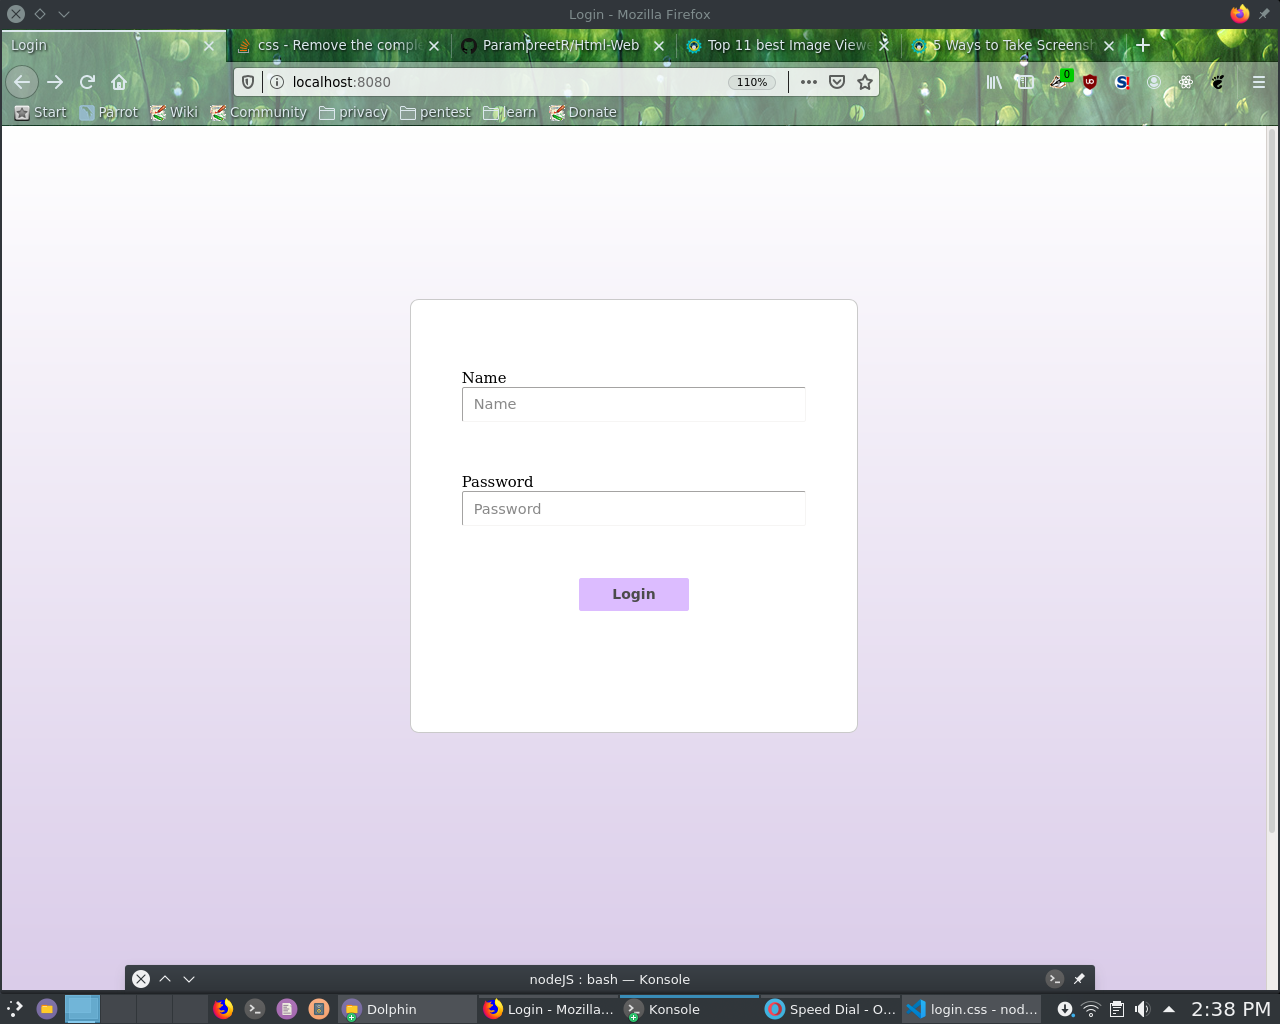 Login - Mozilla Firefox
Login
css - Remove the compl
ParampreetR/Html-Web
Top 11 best Image Viewe
5 Ways to Take Screensh
localhost:8080
110%
0
Start
Parrot
Wiki
Community
privacy
pentest
learn
Donate
Name
Name
Password
Password
Login
nodeJS : bash — Konsole
Dolphin
Login - Mozilla...
Konsole
Speed Dial - O...
login.css - nod...
2:38 PM